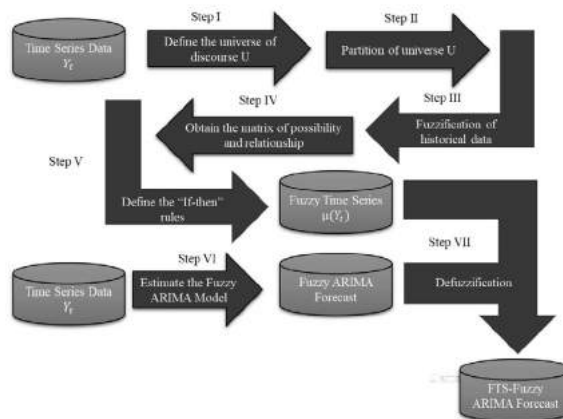 Step I
Step II
Time Series Data
Yt
Define the universe of
discourse U
Partition of universe U
Step III
Step IV
Fuzzification of
historical data
Obtain the matrix of possibility
and relationship
Step V
Define the "If-then"
rules
Fuzzy Time Series
μ(Yt)
Step VI
Step VII
Time Series Data
Yt
Estimate the Fuzzy
ARIMA Model
Fuzzy ARIMA
Forecast
Defuzzification
FTS-Fuzzy
ARIMA Forecast